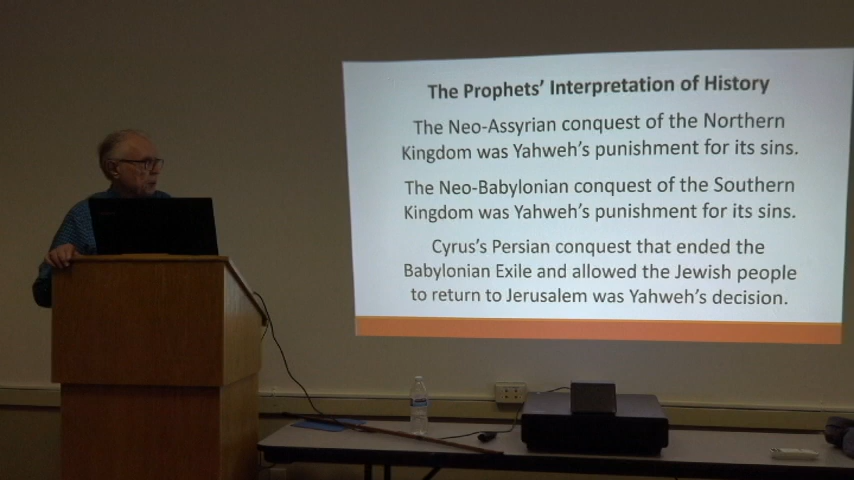 The Prophets' Interpretation of History
The Neo-Assyrian conquest of the Northern
Kingdom was Yahweh's punishment for its sins.
The Neo-Babylonian conquest of the Southern
Kingdom was Yahweh's punishment for its sins.
Cyrus's Persian conquest that ended the
Babylonian Exile and allowed the Jewish people
to return to Jerusalem was Yahweh's decision.